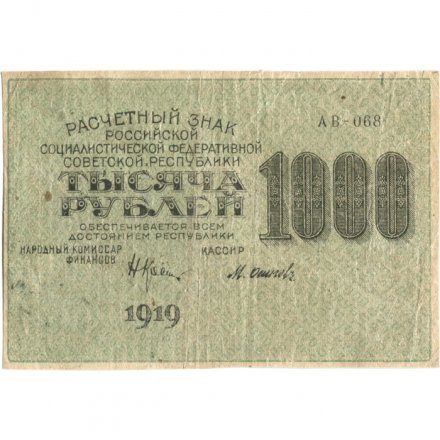 РАСЧЕТНЫЙ ЗНАК
РОССИЙСКОЙ
СОЦИАЛИСТИЧЕСКОЙ ФЕДЕРАТИВНОЙ
СОВЕТСКОЙ РЕСПУБЛИКИ
ТЫСЯЧА
РУБЛЕЙ
ОБЕСПЕЧИВАЕТСЯ ВСЕМ
ДОСТОЯНИЕМ РЕСПУБЛИКИ
НАРОДНЫЙ КОМИССАР
ФИНАНСОВ
КАССИР
1919
АВ-068
1000